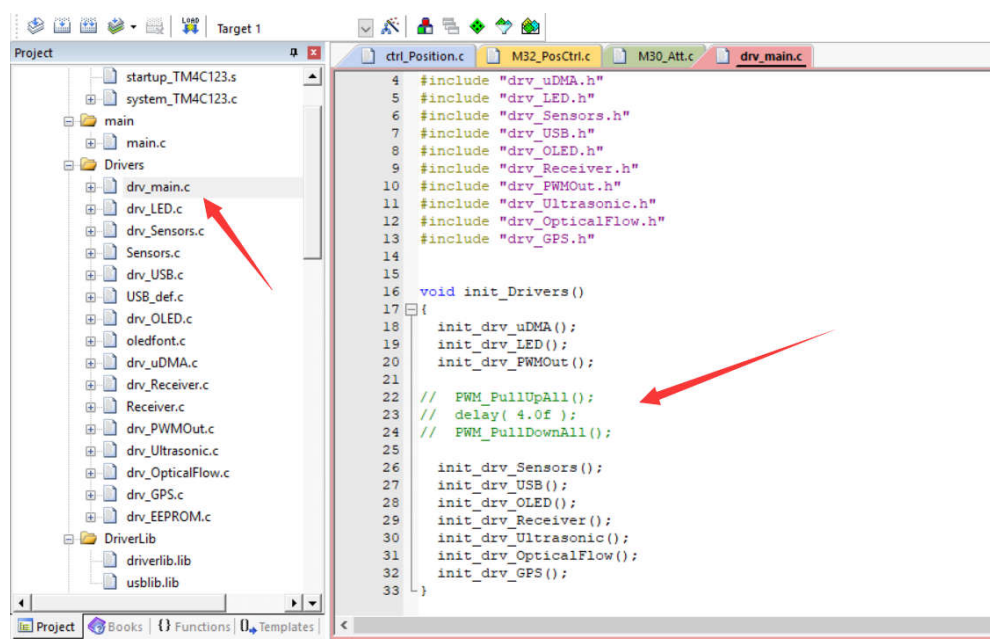 LOAD
Target 1
Project
startup_TM4C123.s
system_TM4C123.c
main
main.c
Drivers
drv_main.c
drv_LED.c
drv_Sensors.c
Sensors.c
drv_USB.c
USB_def.c
drv_OLED.c
oledfont.c
drv_uDMA.c
drv_Receiver.c
Receiver.c
drv_PWMOut.c
drv_Ultrasonic.c
drv_OpticalFlow.c
drv_GPS.c
drv_EEPROM.c
DriverLib
driverlib.lib
usblib.lib
Project Books {} Functions 0 Templates
ctrl_Position.c M32_PosCtrl.c M30_Att.c drv_main.c
4 #include "drv_uDMA.h"
5 #include "drv_LED.h"
6 #include "drv_Sensors.h"
7 #include "drv_USB.h"
8 #include "drv_OLED.h"
9 #include "drv_Receiver.h"
10 #include "drv_PWMOut.h"
11 #include "drv_Ultrasonic.h"
12 #include "drv_OpticalFlow.h"
13 #include "drv_GPS.h"
14
15
16 void init_Drivers()
17 {
18 init_drv_uDMA();
19 init_drv_LED();
20 init_drv_PWMOut();
21
22 // PWM_PullUpAll();
23 // delay( 4.0f );
24 // PWM_PullDownAll();
25
26 init_drv_Sensors();
27 init_drv_USB();
28 init_drv_OLED();
29 init_drv_Receiver();
30 init_drv_Ultrasonic();
31 init_drv_OpticalFlow();
32 init_drv_GPS();
33 }